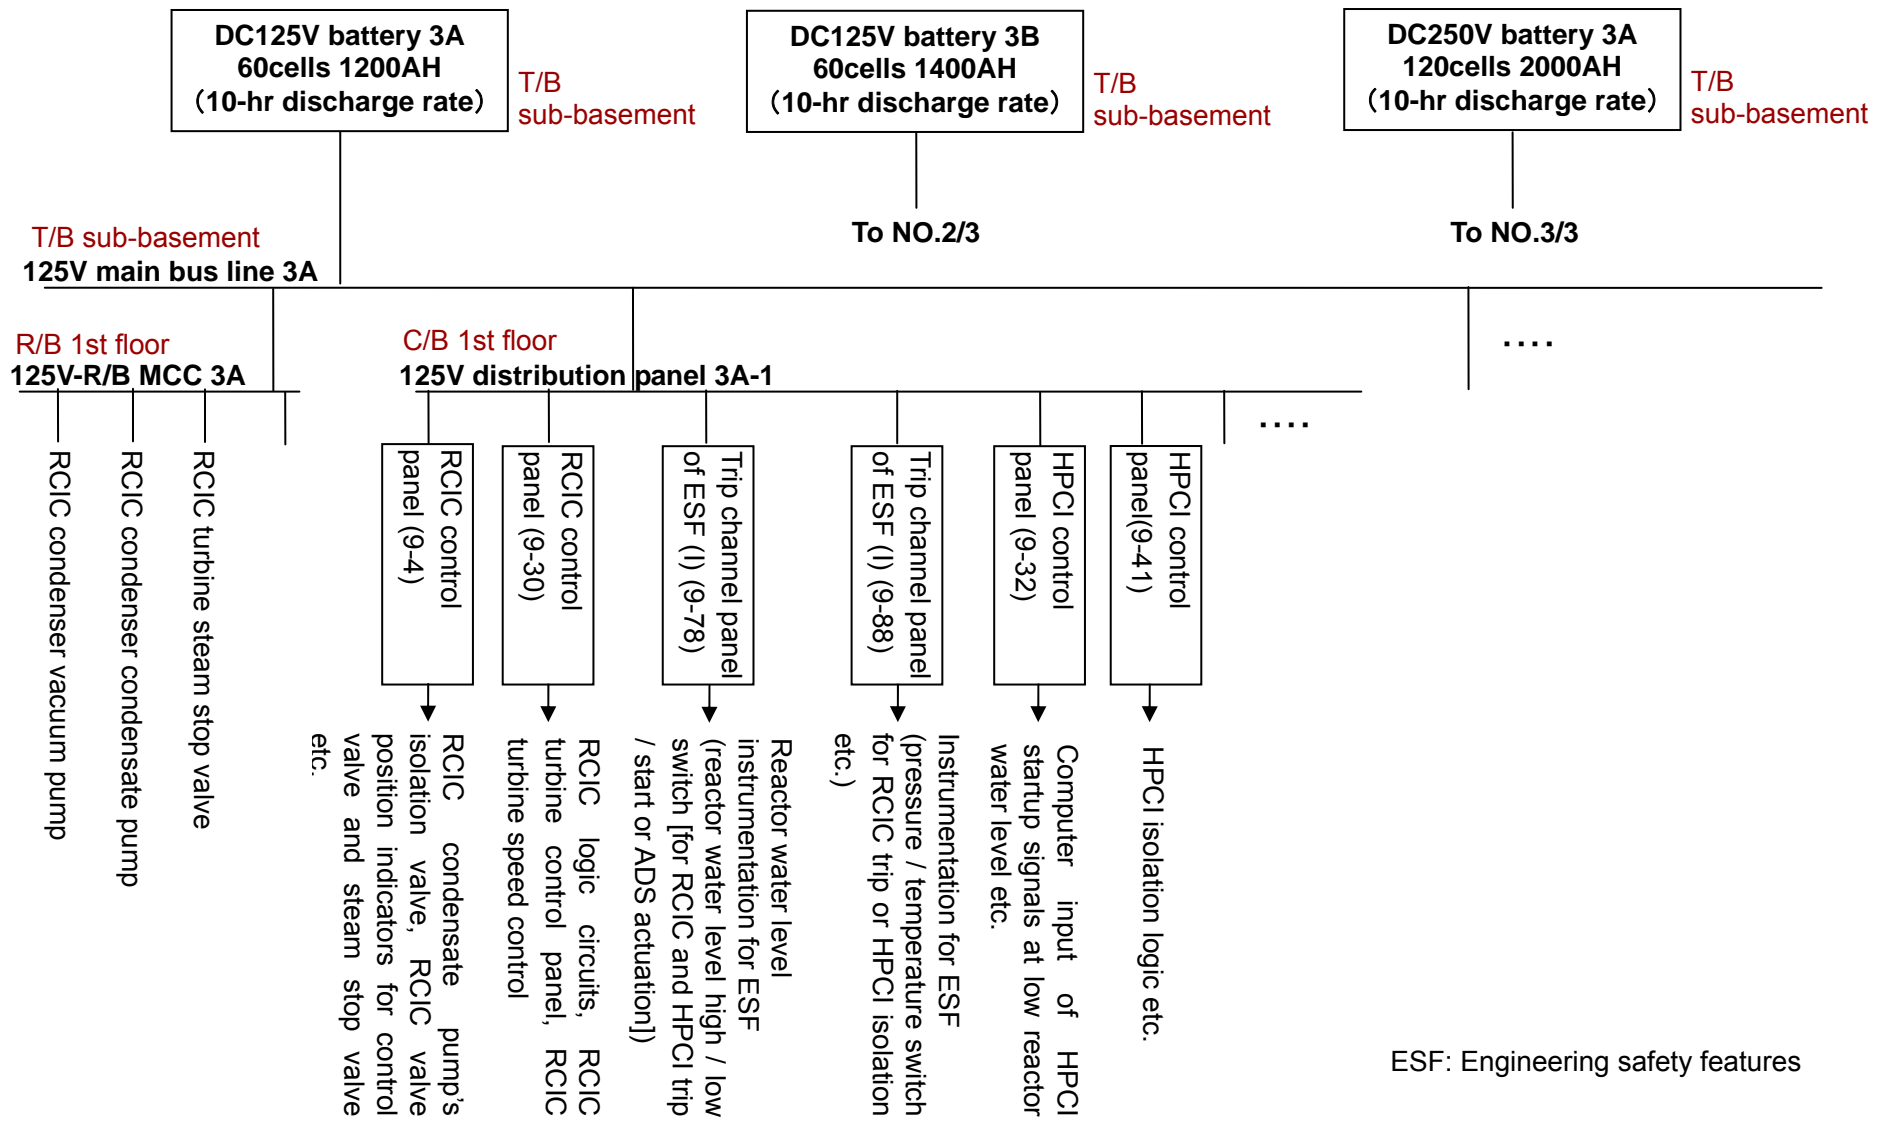 DC125V battery 3A
60cells 1200AH
（10-hr discharge rate）
T/B
sub-basement
DC125V battery 3B
60cells 1400AH
（10-hr discharge rate）
T/B
sub-basement
DC250V battery 3A
120cells 2000AH
（10-hr discharge rate）
T/B
sub-basement
To NO.2/3
To NO.3/3
T/B sub-basement
125V main bus line 3A
R/B 1st floor
125V-R/B MCC 3A
C/B 1st floor
125V distribution panel 3A-1
....
....
RCIC condenser vacuum pump
RCIC condenser condensate pump
RCIC turbine steam stop valve
RCIC control
panel (9-4)
RCIC control
panel (9-30)
Trip channel panel
of ESF (I) (9-78)
Trip channel panel
of ESF (I) (9-88)
HPCI control
panel (9-32)
HPCI control
panel(9-41)
RCIC condensate pump's
isolation valve, RCIC valve
position indicators for control
valve and steam stop valve
etc.
RCIC logic circuits, RCIC
turbine control panel, RCIC
turbine speed control
Reactor water level
instrumentation for ESF
(reactor water level high / low
switch [for RCIC and HPCI trip
/ start or ADS actuation])
Instrumentation for ESF
(pressure / temperature switch
for RCIC trip or HPCI isolation
etc.)
Computer input of HPCI
startup signals at low reactor
water level etc.
HPCI isolation logic etc.
ESF: Engineering safety features